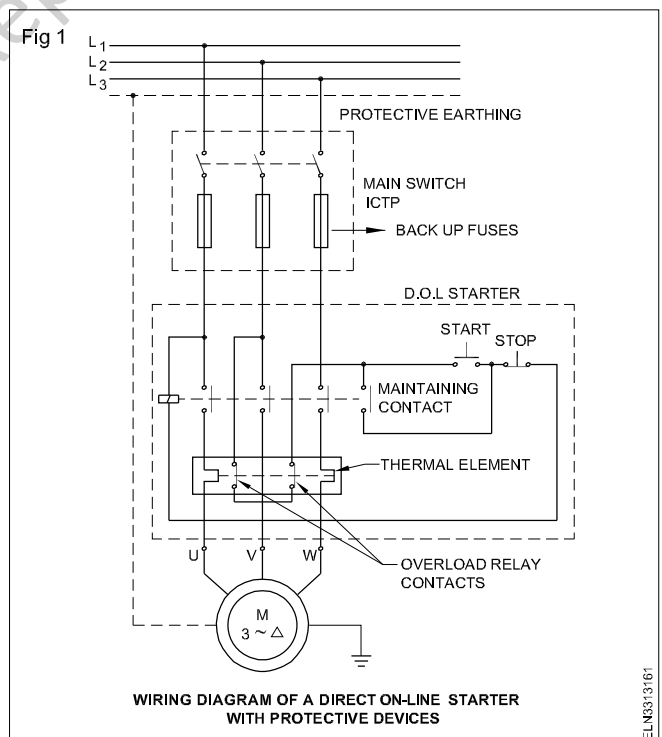 Fig 1
L1
L2
L3
PROTECTIVE EARTHING
MAIN SWITCH
ICTP
BACK UP FUSES
D.O.L STARTER
START
STOP
MAINTAINING
CONTACT
THERMAL ELEMENT
U V W
OVERLOAD RELAY
CONTACTS
M
3 ~ △
WIRING DIAGRAM OF A DIRECT ON-LINE STARTER
WITH PROTECTIVE DEVICES
ELN3313161